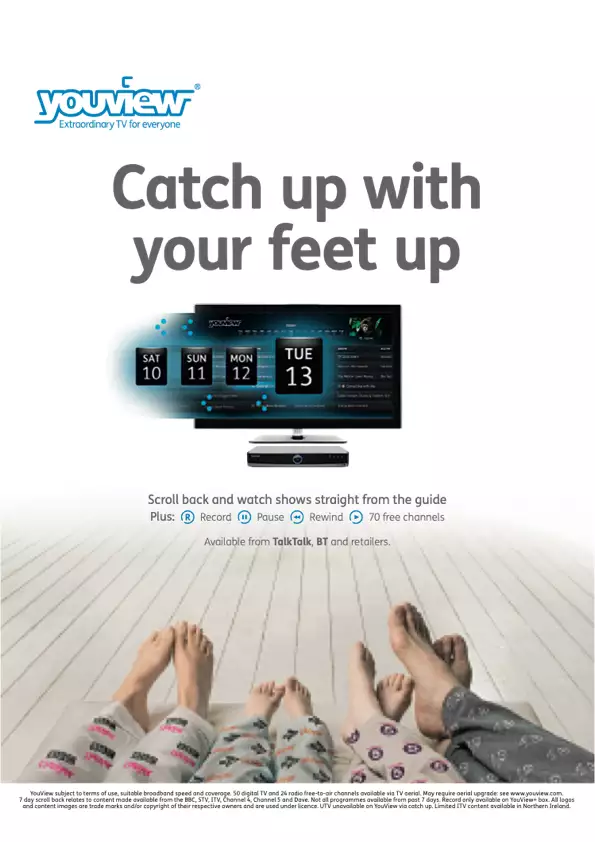 youview®
Extraordinary TV for everyone
Catch up with
your feet up
youview
SAT
10
SUN
11
MON
12
TUE
13
Scroll back and watch shows straight from the guide
Plus: R Record Pause Rewind 70 free channels
Available from TalkTalk, BT and retailers.
YouView subject to terms of use, suitable broadband speed and coverage. 50 digital TV and 24 radio free-to-air channels available via TV aerial. May require aerial upgrade: see www.youview.com.
7 day scroll back relates to content made available from the BBC, STV, ITV, Channel 4, Channel 5 and Dave. Not all programmes available from past 7 days. Record only available on YouView+ box. All logos
and content images are trade marks and/or copyright of their respective owners and are used under licence. UTV unavailable on YouView via catch up. Limited ITV content available in Northern Ireland.